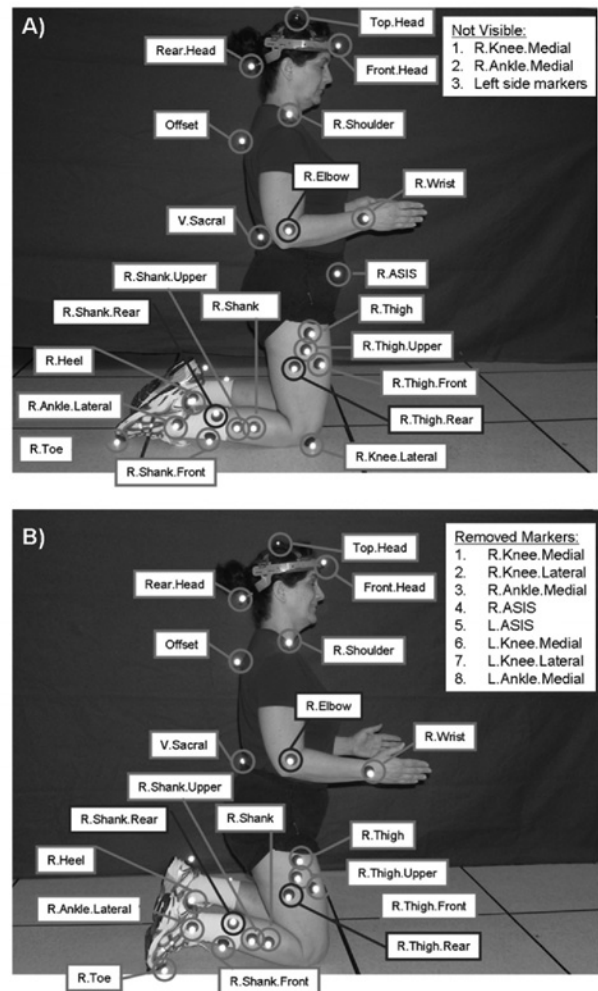 A)
Top.Head
Not Visible:
1. R.Knee.Medial
2. R.Ankle.Medial
3. Left side markers
Rear.Head
Front.Head
Offset
R.Shoulder
R.Elbow
R.Wrist
V.Sacral
R.Shank.Upper
R.ASIS
R.Shank
R.Thigh
R.Shank.Rear
R.Thigh.Upper
R.Heel
R.Thigh.Front
R.Ankle.Lateral
R.Thigh.Rear
R.Toe
R.Knee.Lateral
R.Shank.Front
B)
Top.Head
Removed Markers:
1. R.Knee.Medial
2. R.Knee.Lateral
3. R.Ankle.Medial
4. R.ASIS
5. L.ASIS
6. L.Knee.Medial
7. L.Knee.Lateral
8. L.Ankle.Medial
Rear.Head
Front.Head
Offset
R.Shoulder
R.Elbow
R.Wrist
V.Sacral
R.Shank.Upper
R.Shank.Rear
R.Shank
R.Thigh
R.Heel
R.Thigh.Upper
R.Ankle.Lateral
R.Thigh.Front
R.Thigh.Rear
R.Toe
R.Shank.Front